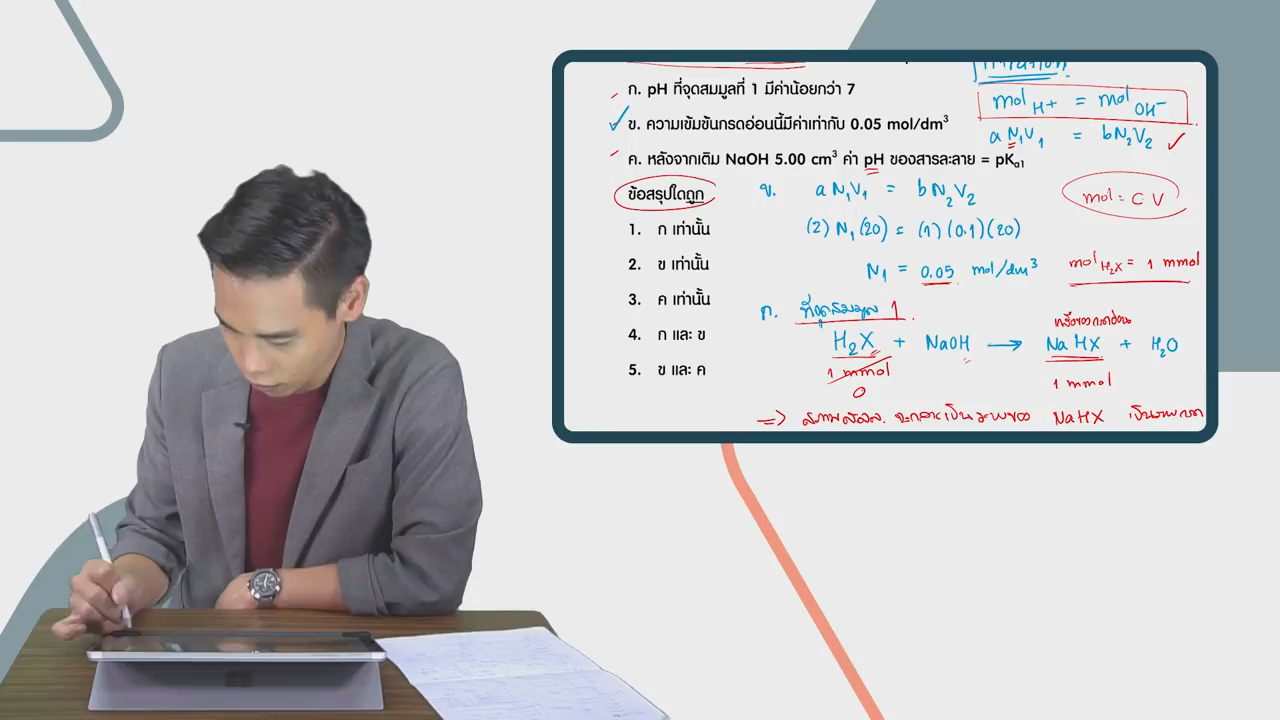 Titration
ก. pH ที่จุดสมมูลที่ 1 มีค่าน้อยกว่า 7
mol H+ = mol OH-
ข. ความเข้มข้นกรดอ่อนนี้มีค่าเท่ากับ 0.05 mol/dm³
a N₁V₁ = b N₂V₂
ค. หลังจากเติม NaOH 5.00 cm³ ค่า pH ของสารละลาย = pKa1
ข้อสรุปใดถูก
ข. a N₁V₁ = b N₂V₂
mol = C V
1. ก เท่านั้น
(2) N₁ (20) = (1)(0.1)(20)
2. ข เท่านั้น
N₁ = 0.05 mol/dm³
mol H₂X = 1 mmol
3. ค เท่านั้น
ก. ที่จุดสมมูล 1
4. ก และ ข
H₂X + NaOH → NaHX + H₂O
5. ข และ ค
1 mmol
1 mmol
0
⇒ NaHX